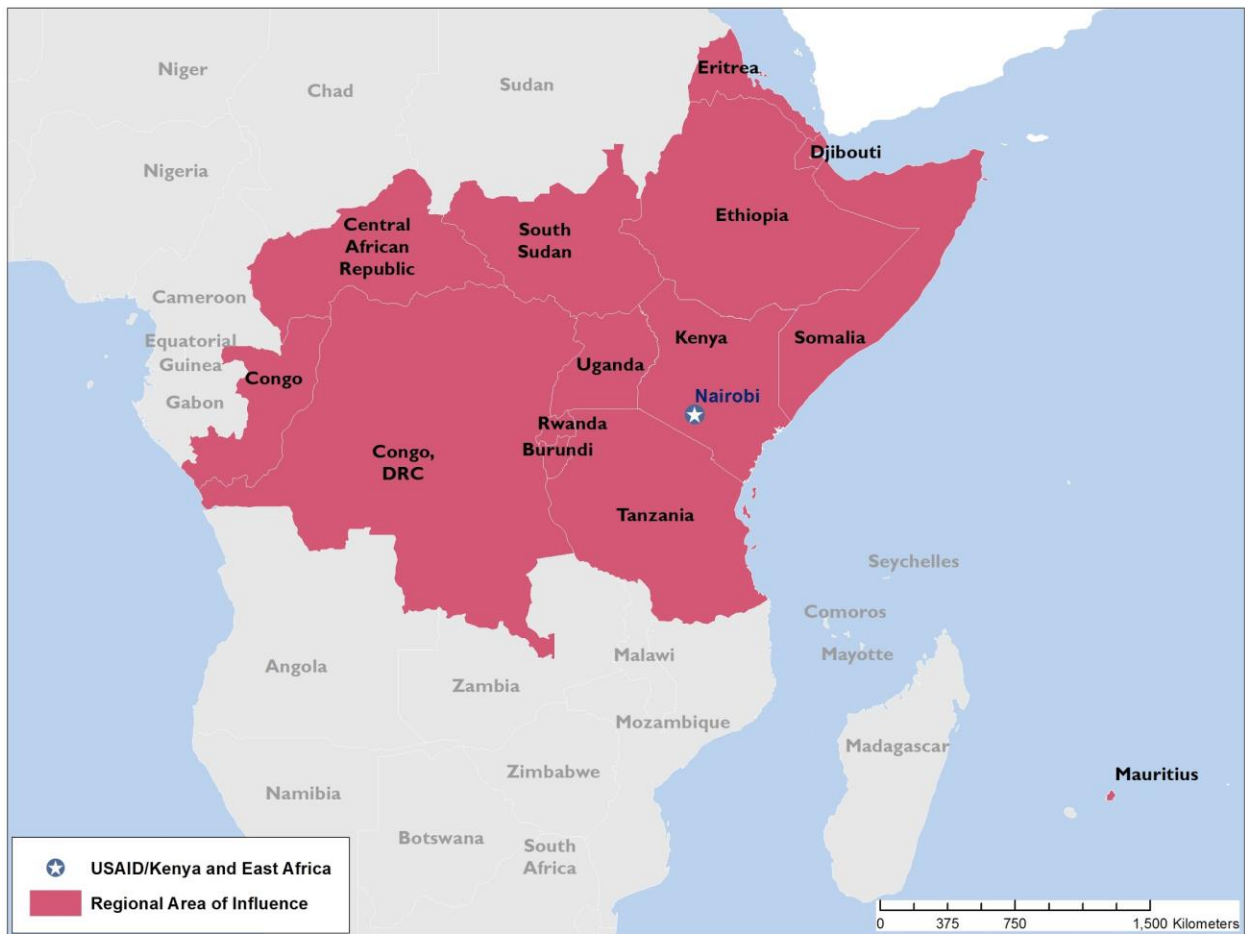 Niger
Chad
Sudan
Eritrea
Nigeria
Djibouti
Ethiopia
Central
African
Republic
South
Sudan
Cameroon
Equatorial
Guinea
Gabon
Congo
Uganda
Kenya
Somalia
Nairobi
Rwanda
Burundi
Congo,
DRC
Tanzania
Seychelles
Comoros
Mayotte
Angola
Zambia
Malawi
Mozambique
Madagascar
Mauritius
Zimbabwe
Namibia
Botswana
South
Africa
USAID/Kenya and East Africa
Regional Area of Influence
0 375 750 1,500 Kilometers